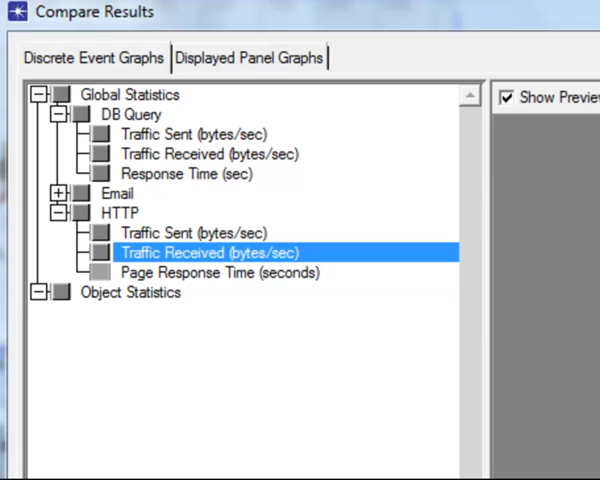 Compare Results
Discrete Event Graphs
Displayed Panel Graphs
Global Statistics
DB Query
Traffic Sent (bytes/sec)
Traffic Received (bytes/sec)
Response Time (sec)
Email
HTTP
Traffic Sent (bytes/sec)
Traffic Received (bytes/sec)
Page Response Time (seconds)
Object Statistics
Show Preview